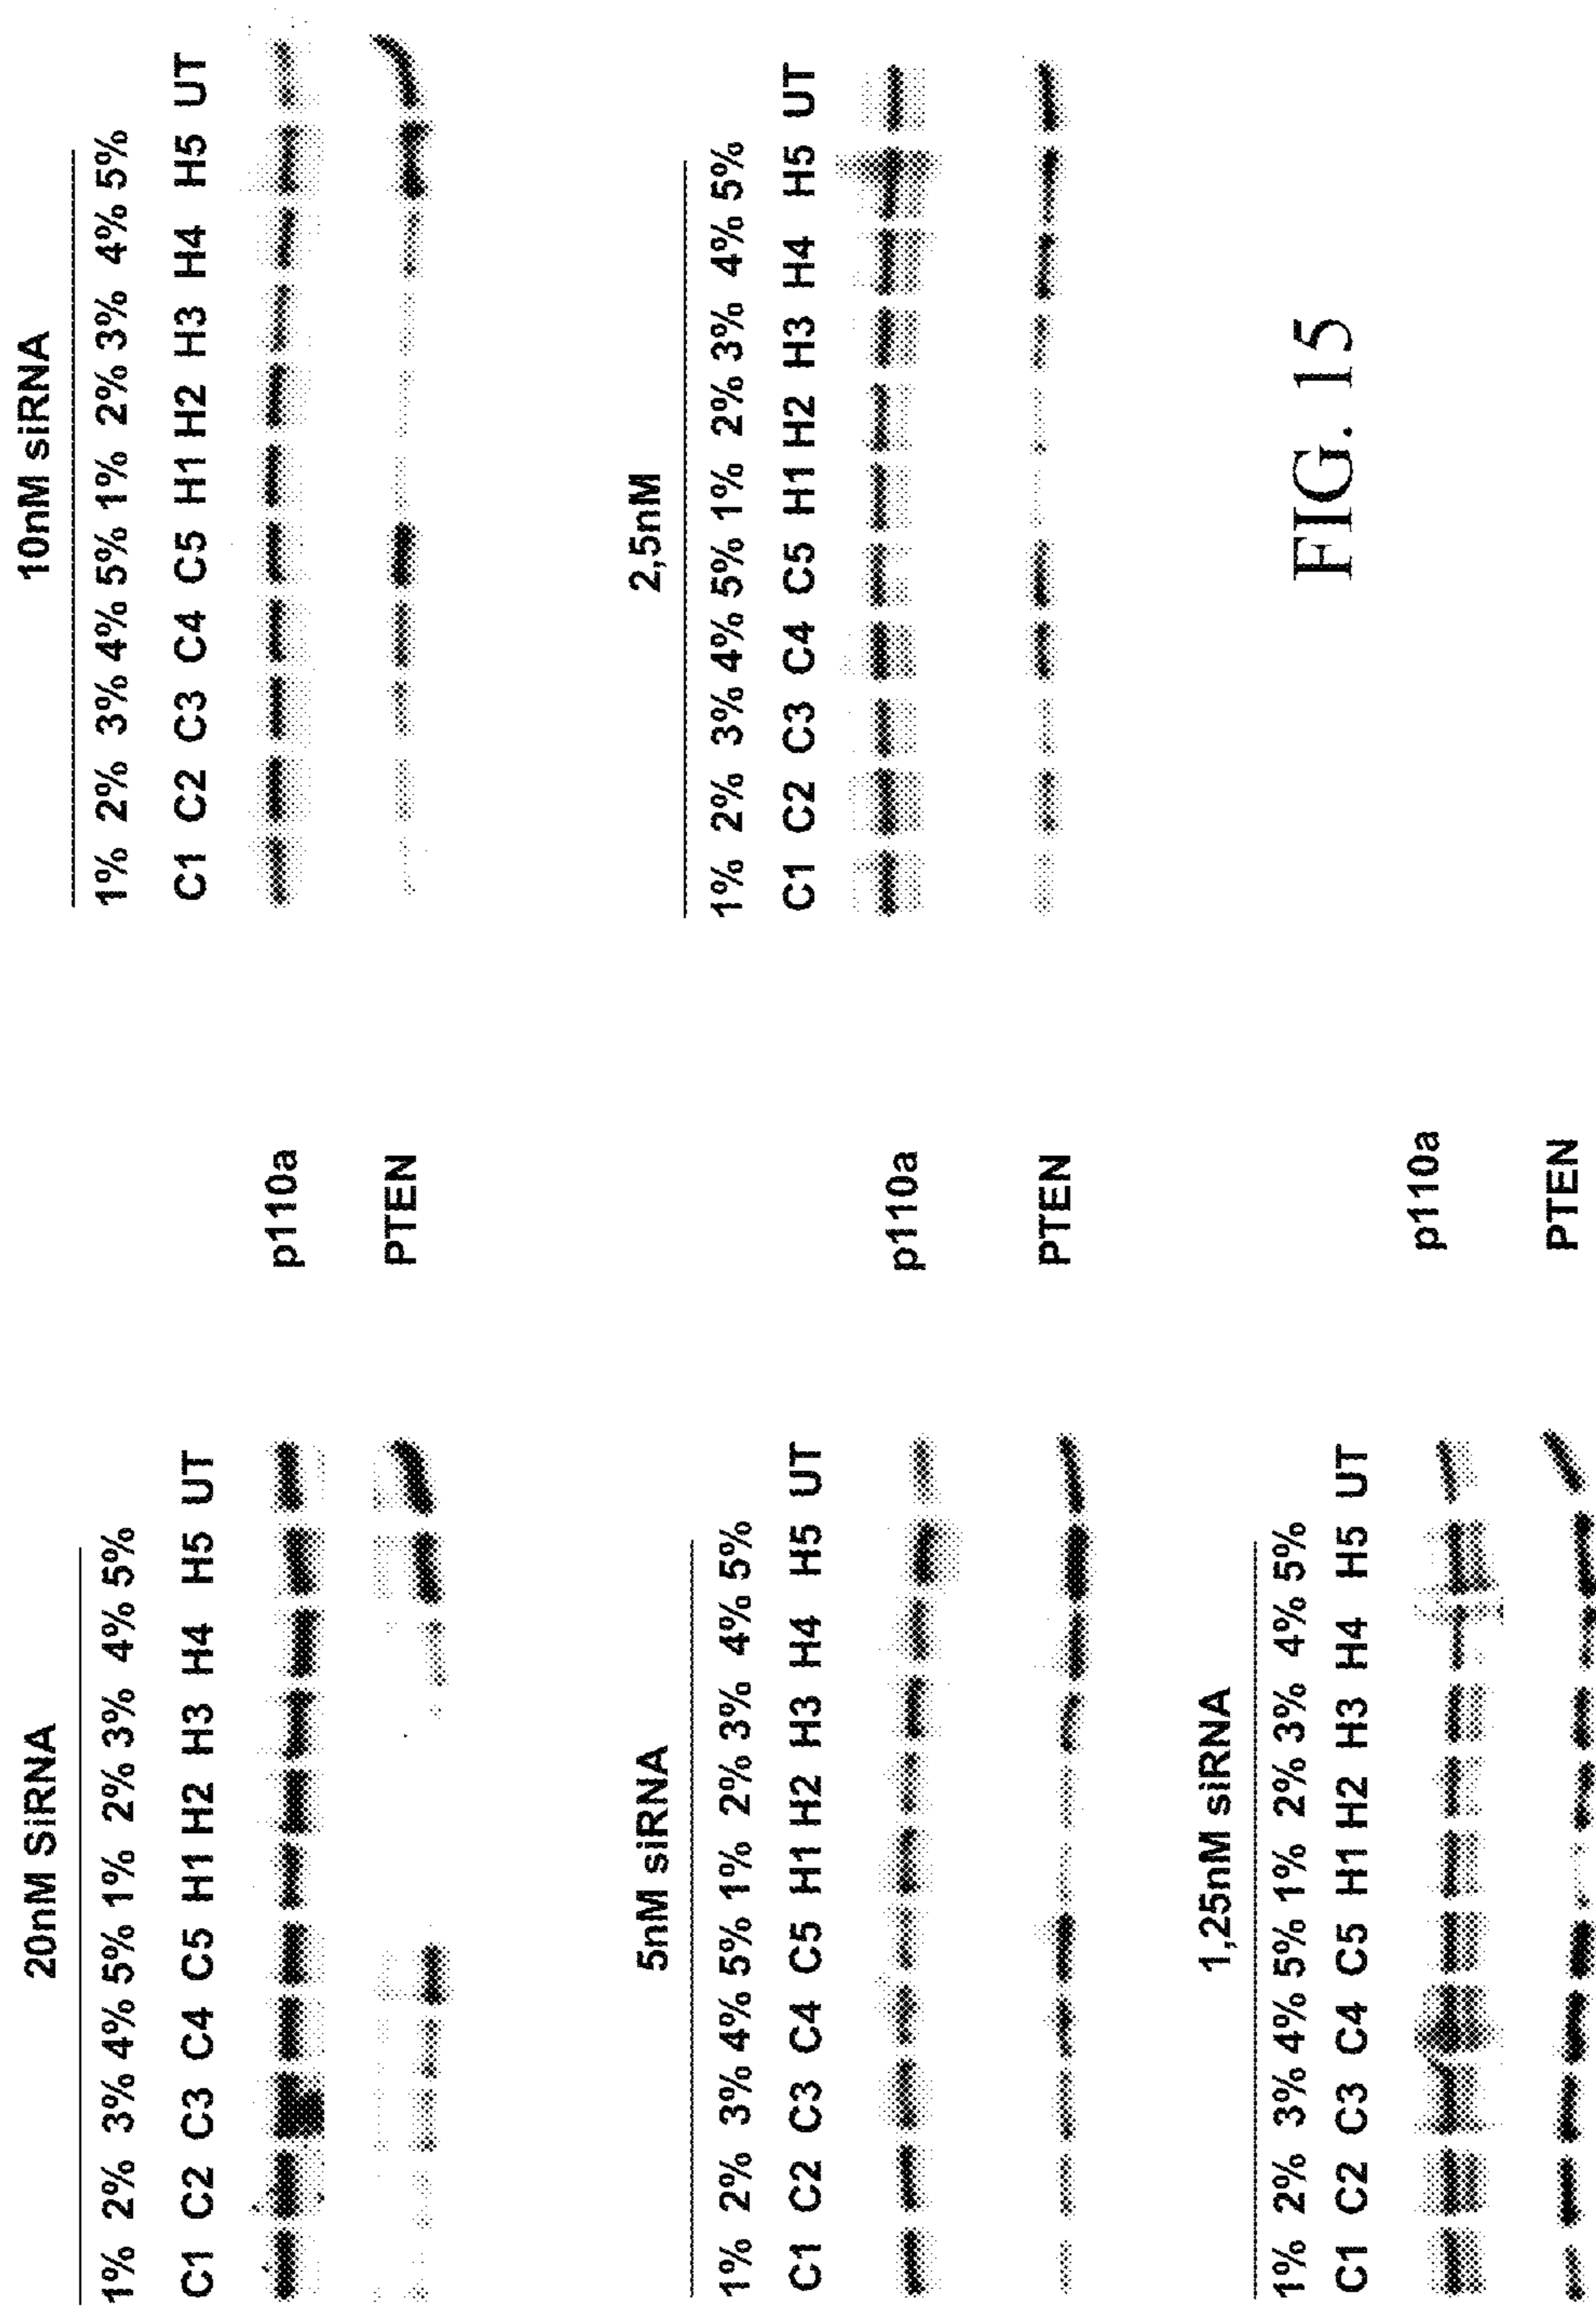 20nM SiRNA
1% 2% 3% 4% 5% 1% 2% 3% 4% 5%
C1 C2 C3 C4 C5 H1 H2 H3 H4 H5 UT
p110a
PTEN
10nM siRNA
1% 2% 3% 4% 5% 1% 2% 3% 4% 5%
C1 C2 C3 C4 C5 H1 H2 H3 H4 H5 UT
5nM siRNA
1% 2% 3% 4% 5% 1% 2% 3% 4% 5%
C1 C2 C3 C4 C5 H1 H2 H3 H4 H5 UT
p110a
PTEN
2,5nM
1% 2% 3% 4% 5% 1% 2% 3% 4% 5%
C1 C2 C3 C4 C5 H1 H2 H3 H4 H5 UT
1,25nM siRNA
1% 2% 3% 4% 5% 1% 2% 3% 4% 5%
C1 C2 C3 C4 C5 H1 H2 H3 H4 H5 UT
p110a
PTEN
FIG. 15